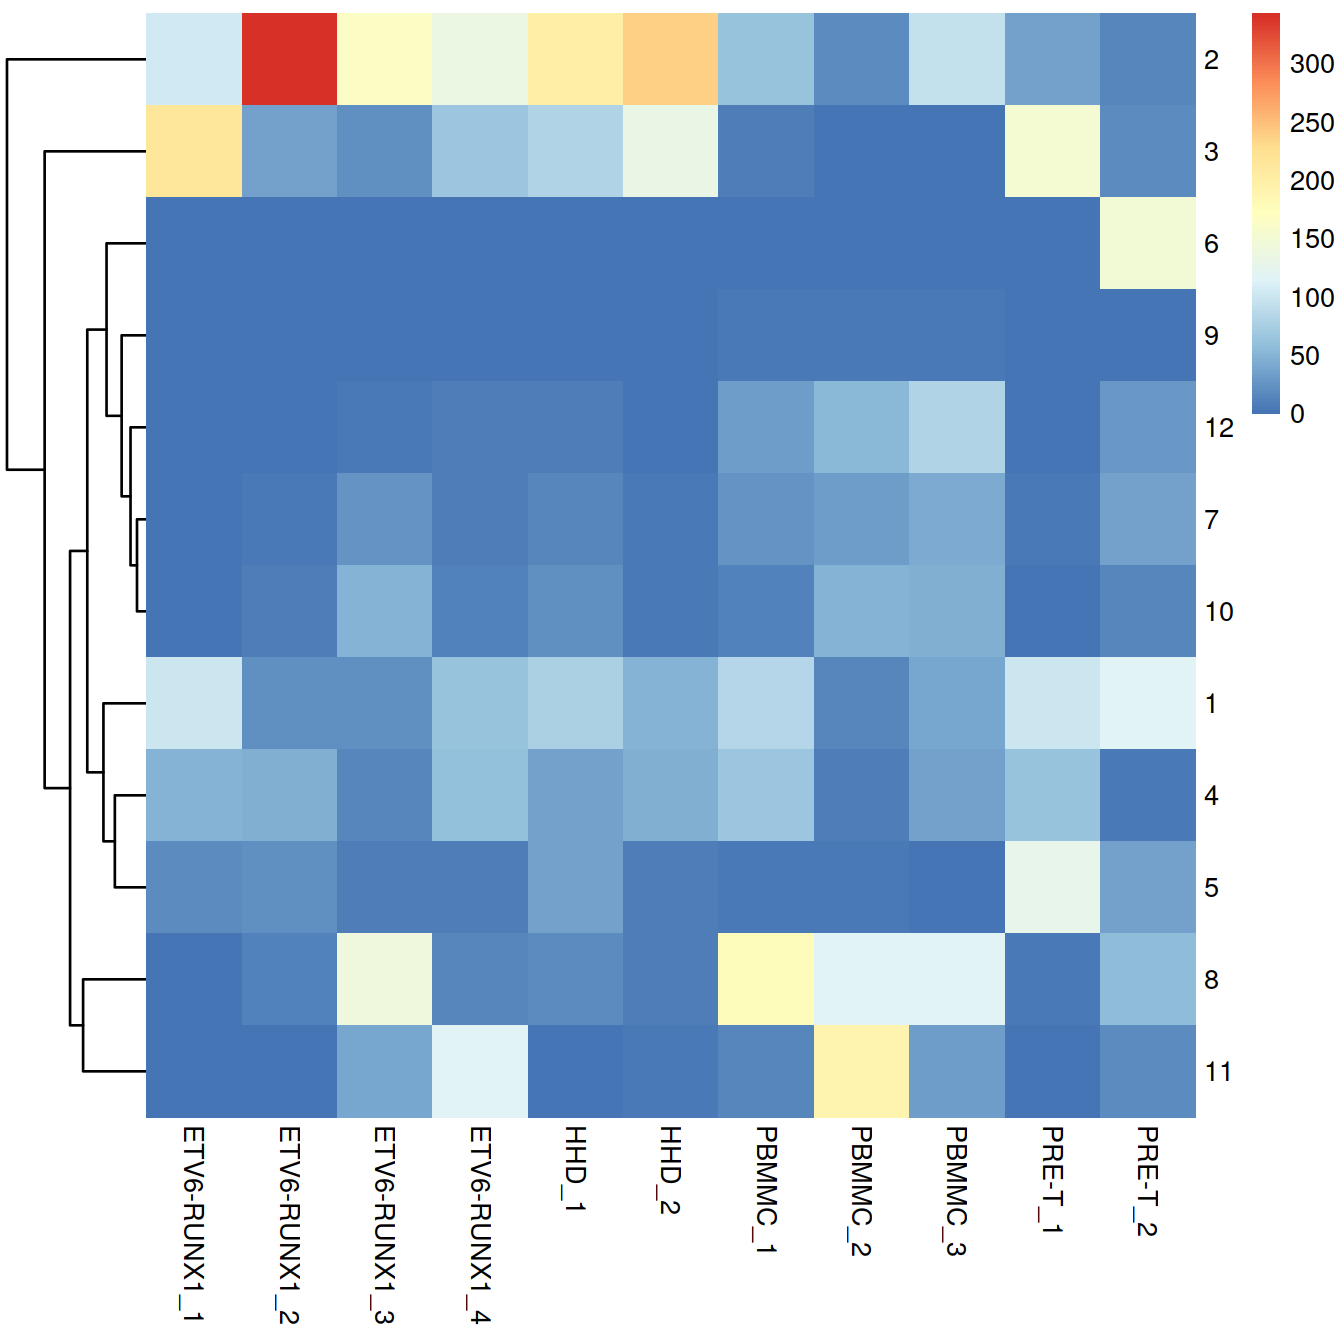 2
3
6
9
12
7
10
1
4
5
8
11
300
250
200
150
100
50
0
ETV6-RUNX1_1
ETV6-RUNX1_2
ETV6-RUNX1_3
ETV6-RUNX1_4
HHD_1
HHD_2
PBMMC_1
PBMMC_2
PBMMC_3
PRE-T_1
PRE-T_2